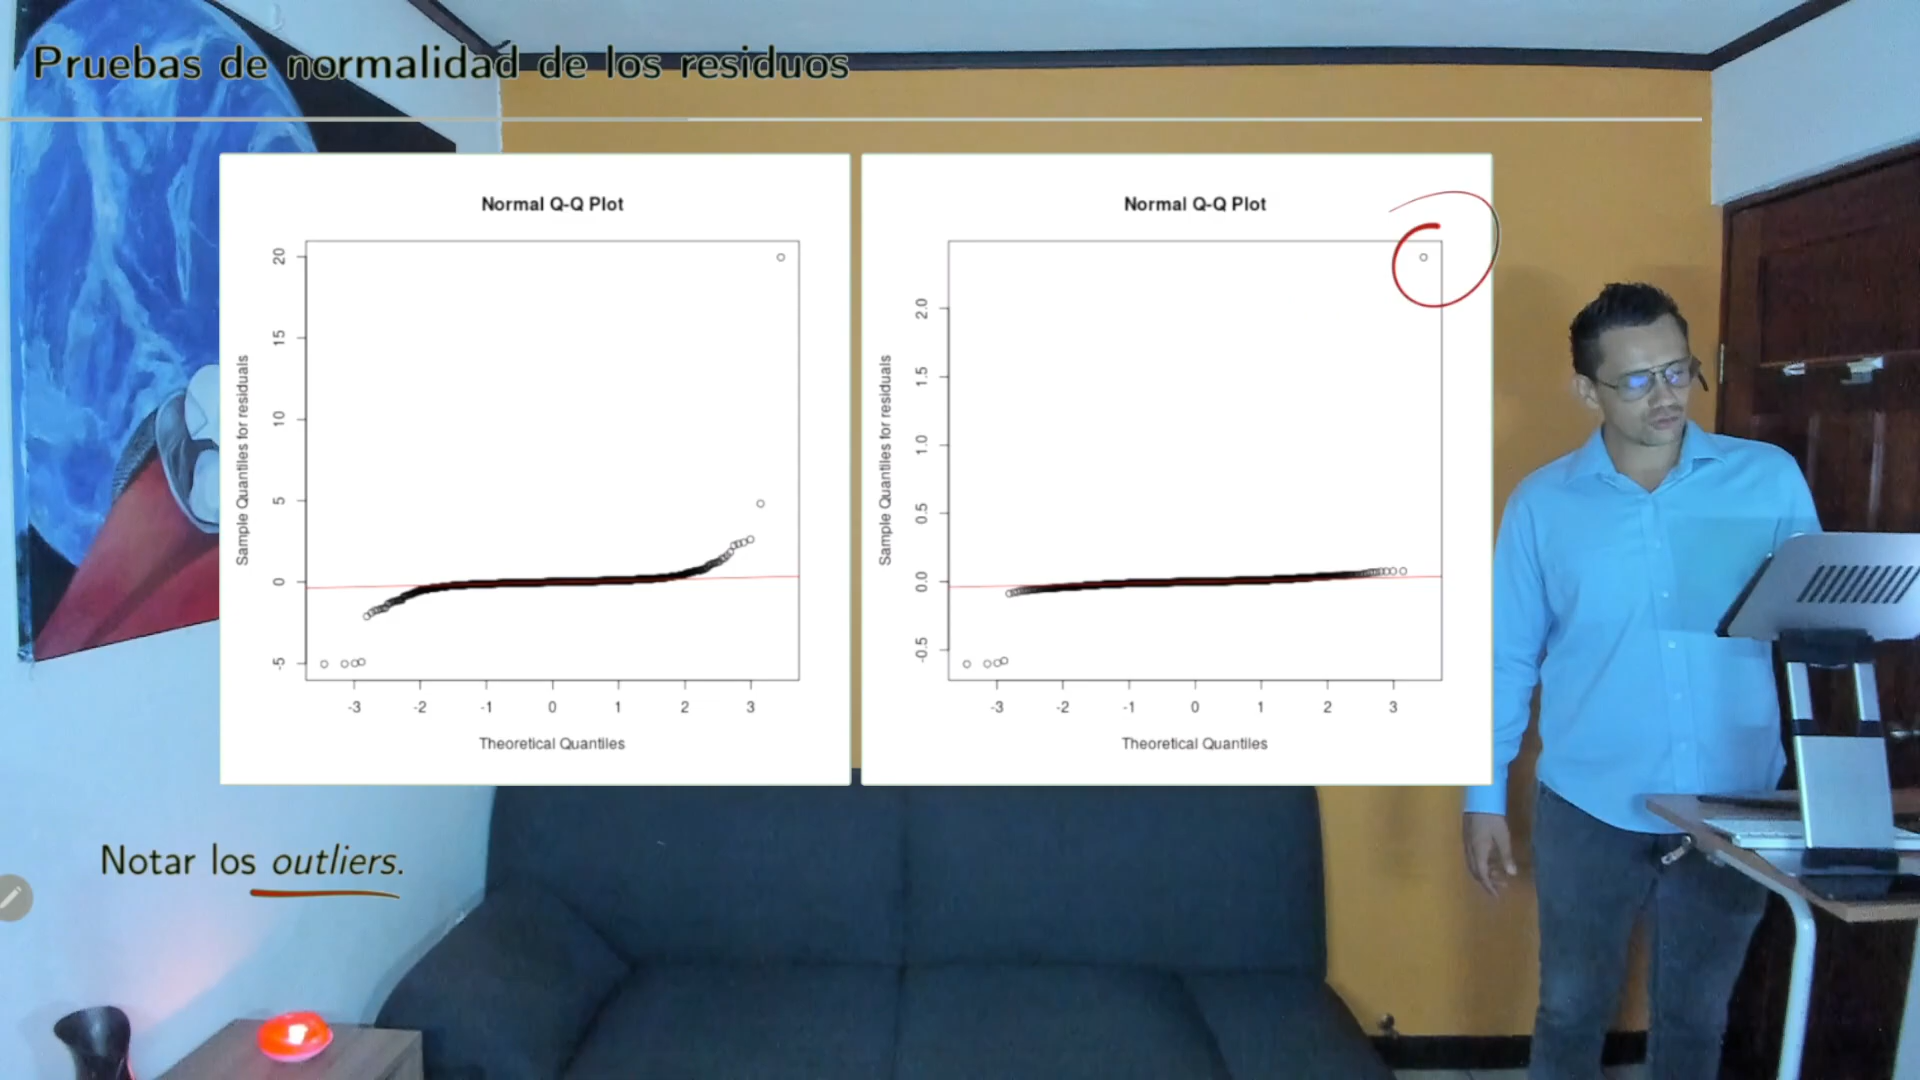 Pruebas de normalidad de los residuos
Normal Q-Q Plot
Sample Quantiles for residuals
20
15
10
5
0
-5
-3 -2 -1 0 1 2 3
Theoretical Quantiles
Normal Q-Q Plot
Sample Quantiles for residuals
2.0
1.5
1.0
0.5
0.0
-0.5
-3 -2 -1 0 1 2 3
Theoretical Quantiles
Notar los outliers.